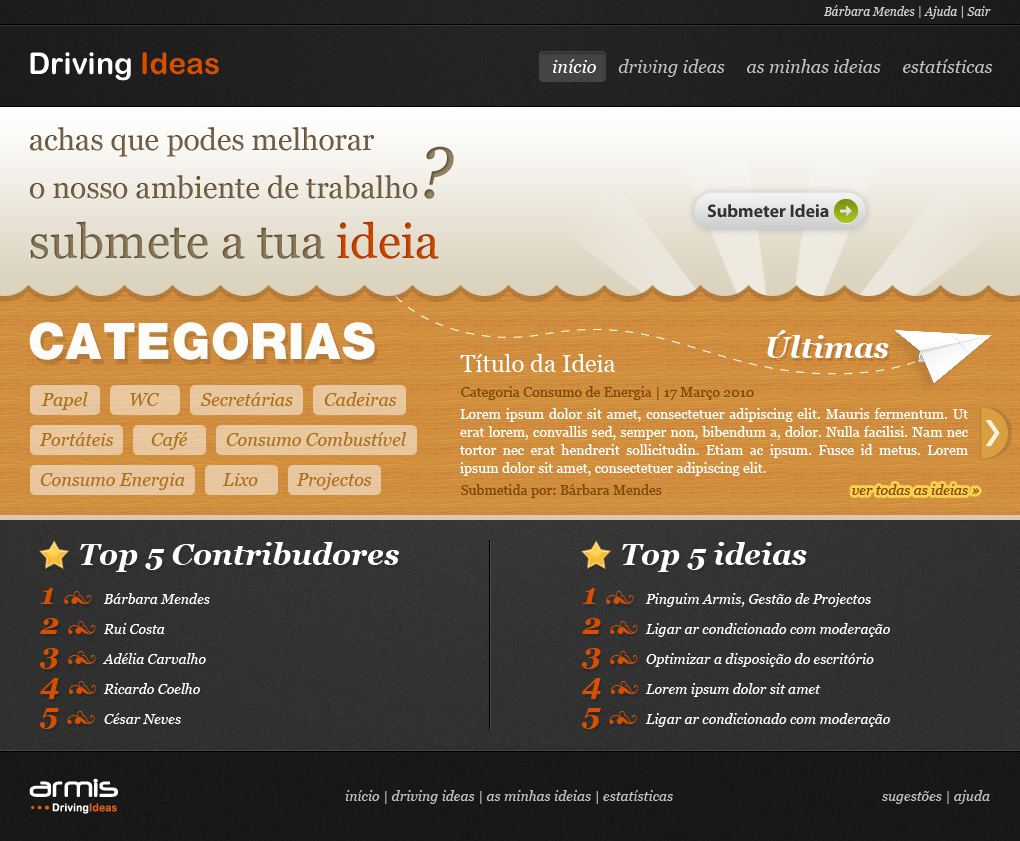 Bárbara Mendes | Ajuda | Sair
Driving Ideas
início driving ideas as minhas ideias estatísticas
achas que podes melhorar
o nosso ambiente de trabalho?
submete a tua ideia
Submeter Ideia
CATEGORIAS
Papel WC Secretárias Cadeiras
Portáteis Café Consumo Combustível
Consumo Energia Lixo Projectos
Últimas
Título da Ideia
Categoria Consumo de Energia | 17 Março 2010
Lorem ipsum dolor sit amet, consectetuer adipiscing elit. Mauris fermentum. Ut
erat lorem, convallis sed, semper non, bibendum a, dolor. Nulla facilisi. Nam nec
tortor nec erat hendrerit sollicitudin. Etiam ac ipsum. Fusce id metus. Lorem
ipsum dolor sit amet, consectetuer adipiscing elit.
Submetida por: Bárbara Mendes
ver todas as ideias »
Top 5 Contribudores
1 Bárbara Mendes
2 Rui Costa
3 Adélia Carvalho
4 Ricardo Coelho
5 César Neves
Top 5 ideias
1 Pinguim Armis, Gestão de Projectos
2 Ligar ar condicionado com moderação
3 Optimizar a disposição do escritório
4 Lorem ipsum dolor sit amet
5 Ligar ar condicionado com moderação
armis
DrivingIdeas
início | driving ideas | as minhas ideias | estatísticas
sugestões | ajuda